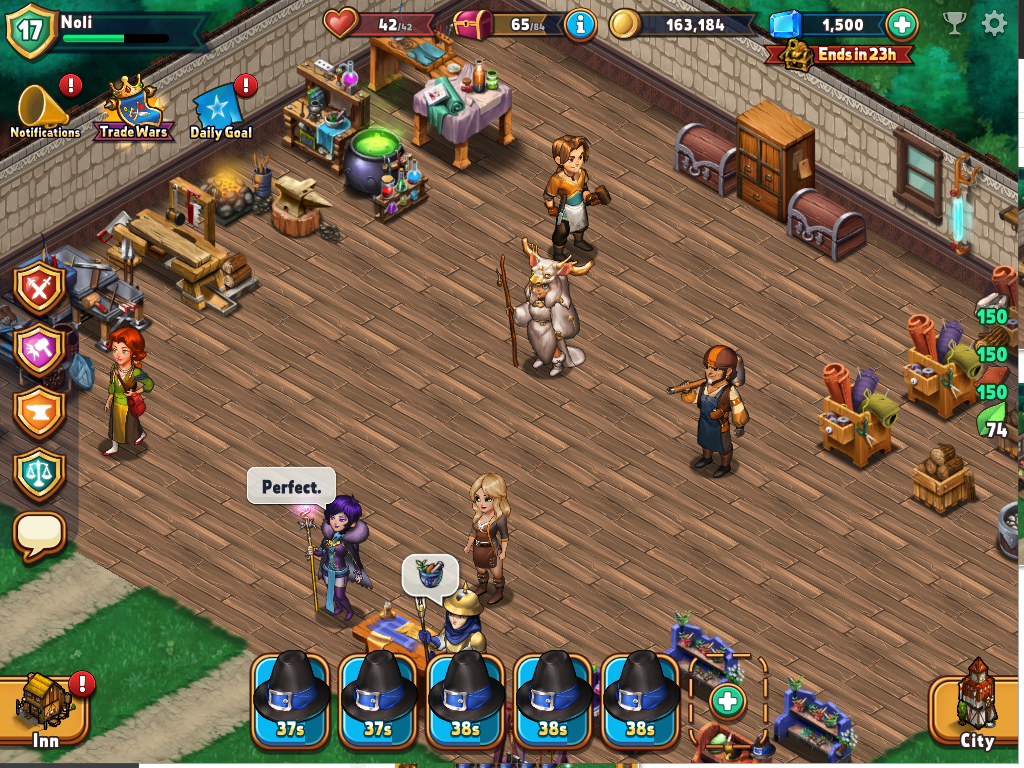 17
Noli
42/42
65/84
163,184
1,500
Ends in 23h
Notifications
Trade Wars
Daily Goal
150
150
150
74
Perfect.
37s
37s
38s
38s
38s
Inn
City